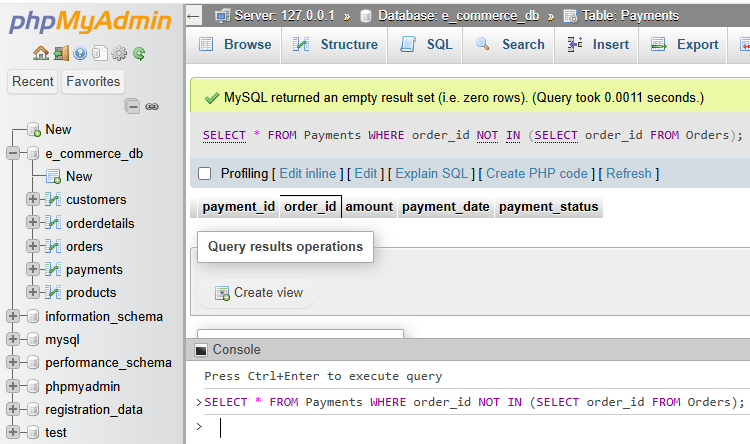 phpMyAdmin
Recent Favorites
New
e_commerce_db
New
customers
orderdetails
orders
payments
products
information_schema
mysql
performance_schema
phpmyadmin
registration_data
test
Server: 127.0.0.1 » Database: e_commerce_db » Table: Payments
Browse Structure SQL Search Insert Export
MySQL returned an empty result set (i.e. zero rows). (Query took 0.0011 seconds.)
SELECT * FROM Payments WHERE order_id NOT IN (SELECT order_id FROM Orders);
Profiling [ Edit inline ] [ Edit ] [ Explain SQL ] [ Create PHP code ] [ Refresh ]
payment_id order_id amount payment_date payment_status
Query results operations
Create view
Console
Press Ctrl+Enter to execute query
>SELECT * FROM Payments WHERE order_id NOT IN (SELECT order_id FROM Orders);
>